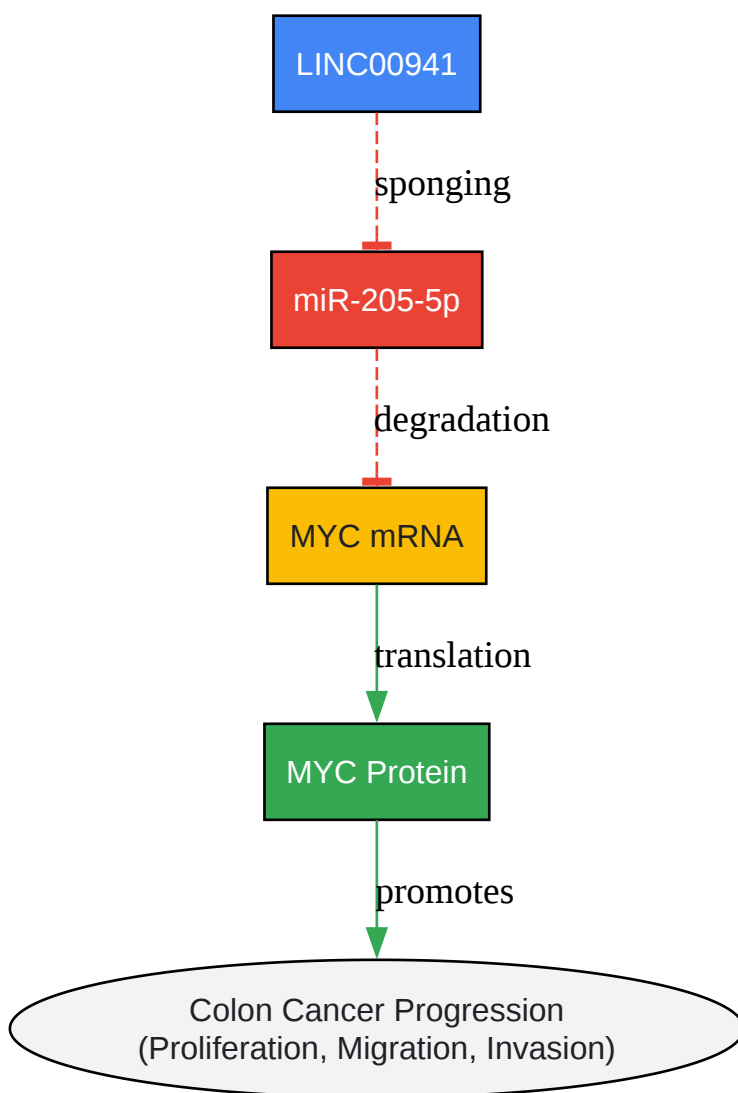 LINC00941
sponging
miR-205-5p
degradation
MYC mRNA
translation
MYC Protein
promotes
Colon Cancer Progression
(Proliferation, Migration, Invasion)